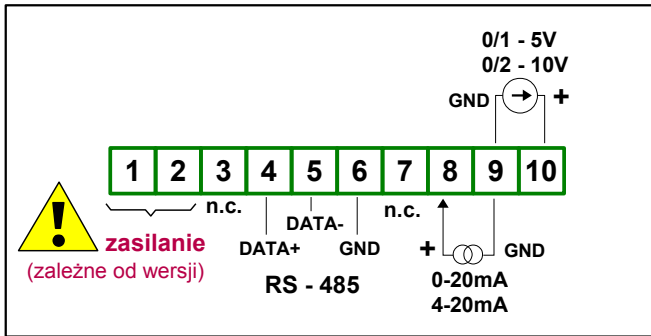 0/1 - 5V
0/2 - 10V
GND +
1 2 3 4 5 6 7 8 9 10
n.c. n.c.
DATA-
zasilanie
DATA+ GND
+ GND
(zależne od wersji)
RS - 485
0-20mA
4-20mA